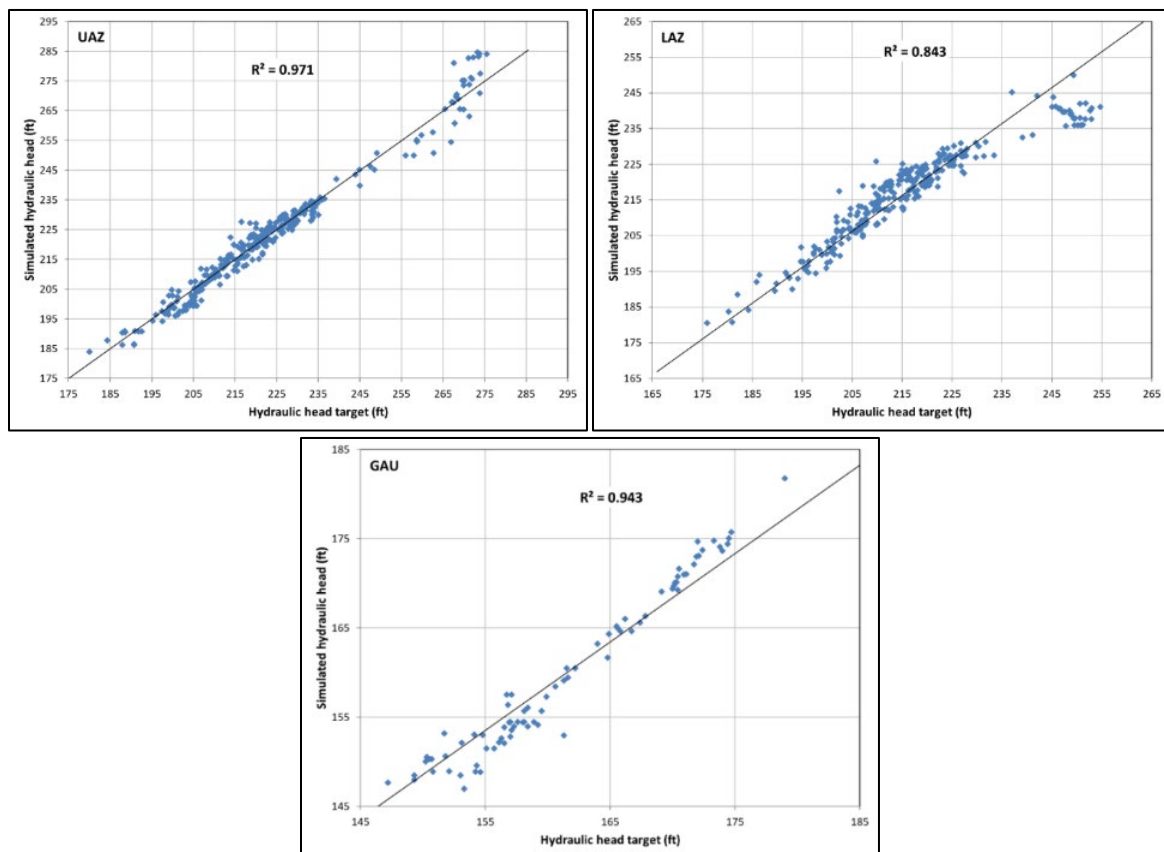 UAZ
R² = 0.971
295
285
275
265
255
245
235
225
215
205
195
185
175
Simulated hydraulic head (ft)
175 185 195 205 215 225 235 245 255 265 275 285 295
Hydraulic head target (ft)
LAZ
R² = 0.843
265
255
245
235
225
215
205
195
185
175
165
Simulated hydraulic head (ft)
165 175 185 195 205 215 225 235 245 255 265
Hydraulic head target (ft)
GAU
R² = 0.943
185
175
165
155
145
Simulated hydraulic head (ft)
145 155 165 175 185
Hydraulic head target (ft)